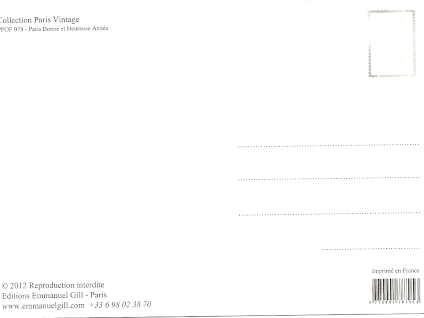 Collection Paris Vintage
PPOF 078 - Paris Bonne et Heureuse Année
© 2012 Reproduction interdite
Editions Emmanuel Gill - Paris
www.emmanuelgill.com +33 6 98 02 38 70
Imprimé en France